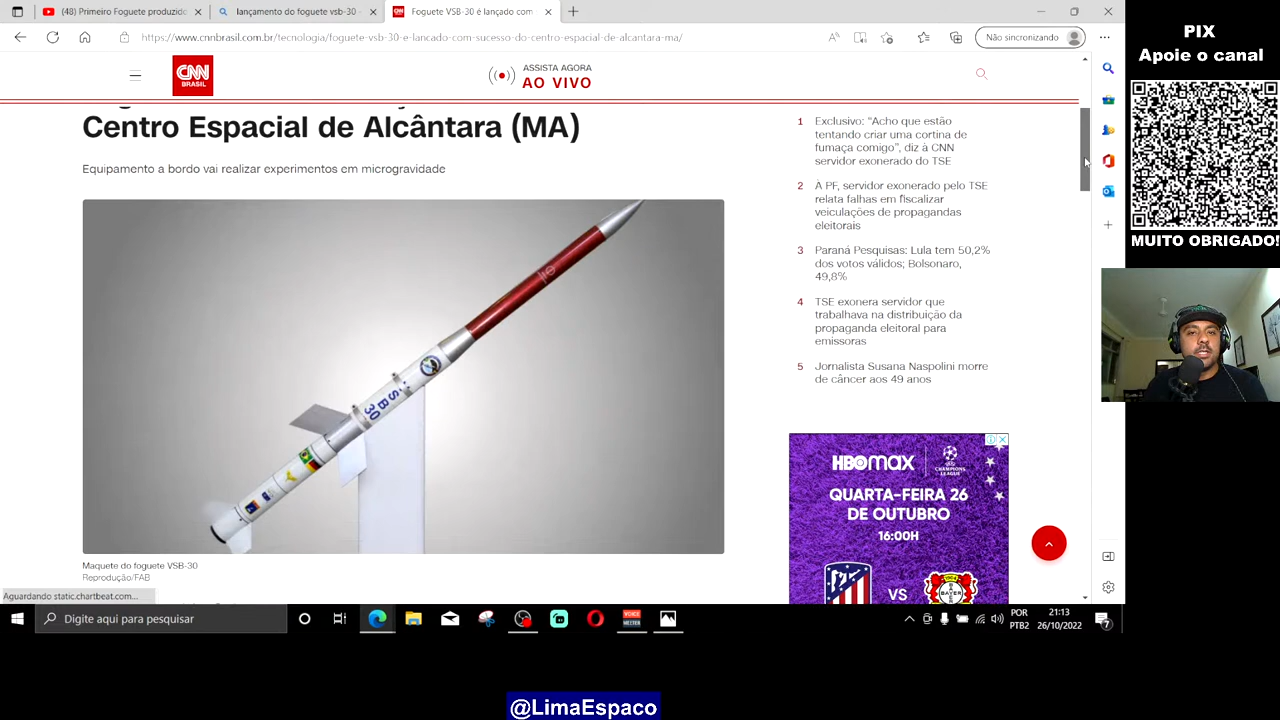 (48) Primeiro Foguete produzido
lançamento do foguete vsb-30 -
Foguete VSB-30 é lançado com
https://www.cnnbrasil.com.br/tecnologia/foguete-vsb-30-e-lancado-com-sucesso-do-centro-espacial-de-alcantara-ma/
Não sincronizando
CNN
BRASIL
ASSISTA AGORA
AO VIVO
Centro Espacial de Alcântara (MA)
Equipamento a bordo vai realizar experimentos em microgravidade
VSB
30
Maquete do foguete VSB-30
Reprodução/FAB
1 Exclusivo: “Acho que estão
tentando criar uma cortina de
fumaça comigo”, diz à CNN
servidor exonerado do TSE
2 À PF, servidor exonerado pelo TSE
relata falhas em fiscalizar
veiculações de propagandas
eleitorais
3 Paraná Pesquisas: Lula tem 50,2%
dos votos válidos; Bolsonaro,
49,8%
4 TSE exonera servidor que
trabalhava na distribuição da
propaganda eleitoral para
emissoras
5 Jornalista Susana Naspolini morre
de câncer aos 49 anos
HBOmax
CHAMPIONS
LEAGUE
QUARTA-FEIRA 26
DE OUTUBRO
16:00H
VS
BAYER
Aguardando static.chartbeat.com...
Digite aqui para pesquisar
VOICE
MEETER
POR
PTB2
21:13
26/10/2022
7
PIX
Apoie o canal
MUITO OBRIGADO!
@LimaEspaco